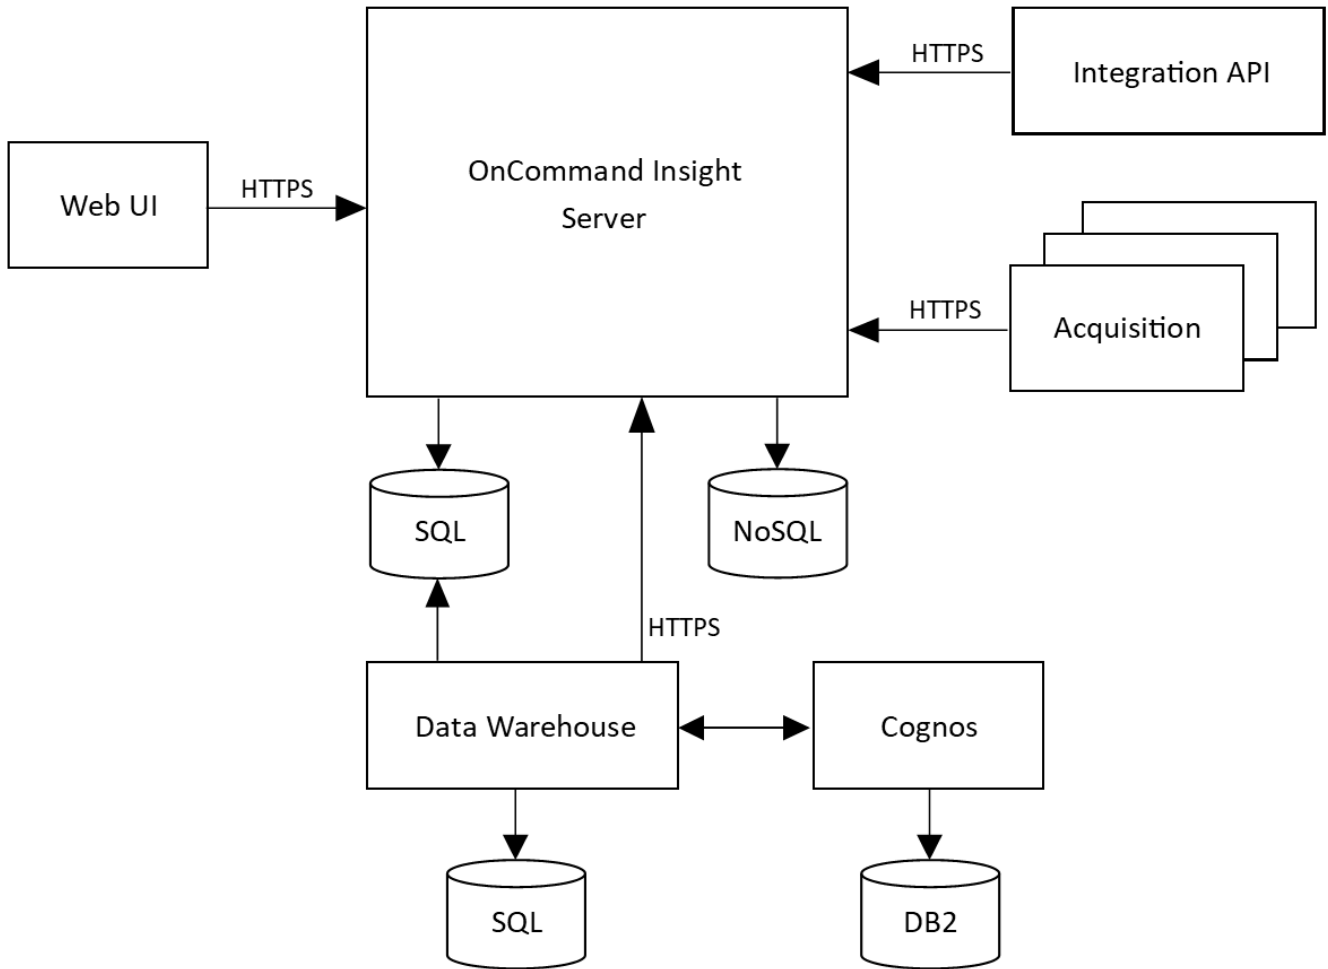 HTTPS
Integration API
OnCommand Insight
Server
HTTPS
Web UI
HTTPS
Acquisition
SQL
NoSQL
HTTPS
Data Warehouse
Cognos
SQL
DB2